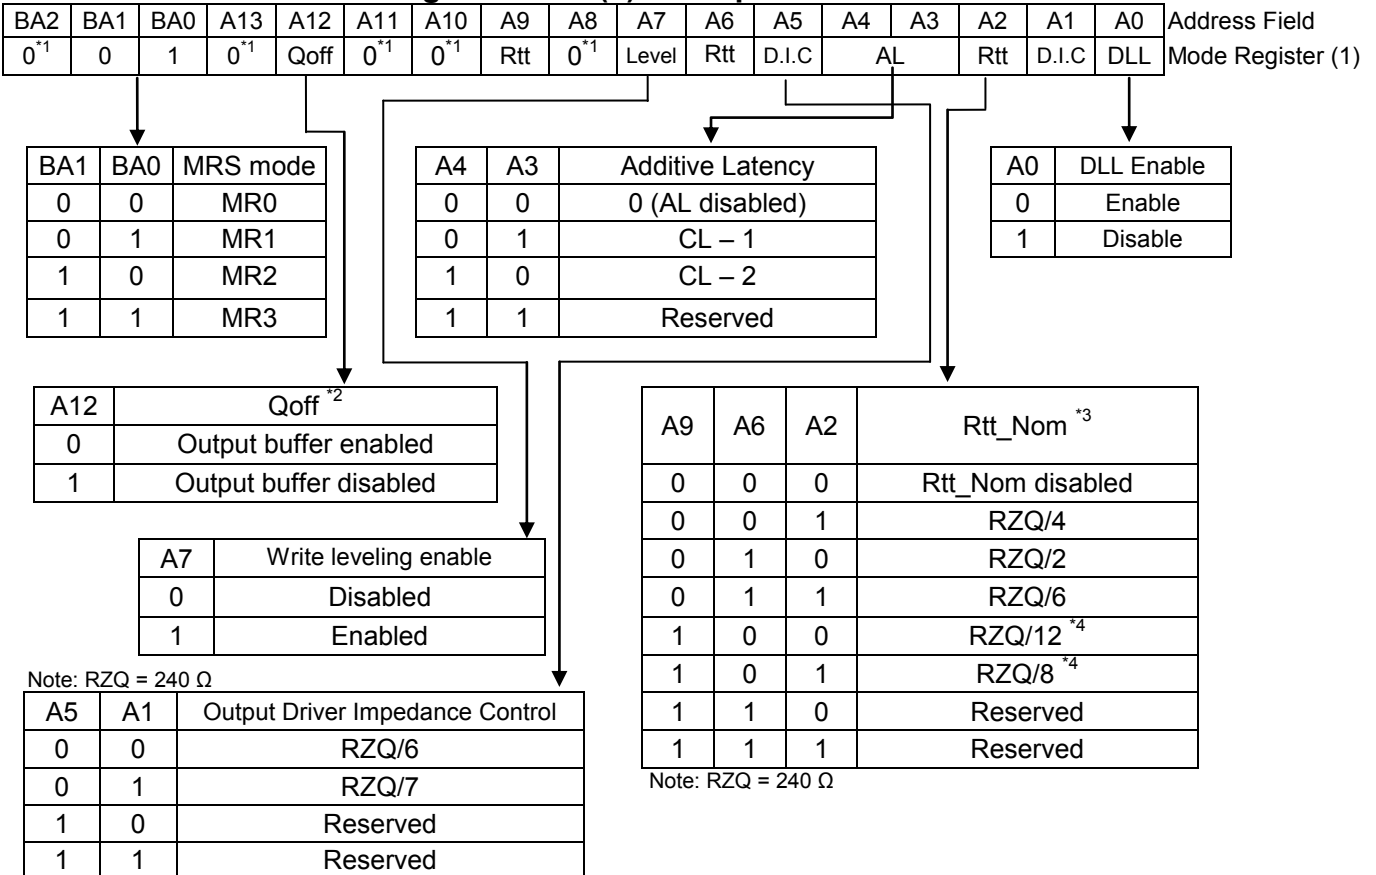 BA2 BA1 BA0 A13 A12 A11 A10 A9 A8 A7 A6 A5 A4 A3 A2 A1 A0 Address Field
0*1 0 1 0*1 Qoff 0*1 0*1 Rtt 0*1 Level Rtt D.I.C AL Rtt D.I.C DLL Mode Register (1)
BA1 BA0 MRS mode
0 0 MR0
0 1 MR1
1 0 MR2
1 1 MR3
A4 A3 Additive Latency
0 0 0 (AL disabled)
0 1 CL – 1
1 0 CL – 2
1 1 Reserved
A0 DLL Enable
0 Enable
1 Disable
A12 Qoff *2
0 Output buffer enabled
1 Output buffer disabled
A7 Write leveling enable
0 Disabled
1 Enabled
Note: RZQ = 240 Ω
A5 A1 Output Driver Impedance Control
0 0 RZQ/6
0 1 RZQ/7
1 0 Reserved
1 1 Reserved
A9 A6 A2 Rtt_Nom *3
0 0 0 Rtt_Nom disabled
0 0 1 RZQ/4
0 1 0 RZQ/2
0 1 1 RZQ/6
1 0 0 RZQ/12 *4
1 0 1 RZQ/8 *4
1 1 0 Reserved
1 1 1 Reserved
Note: RZQ = 240 Ω